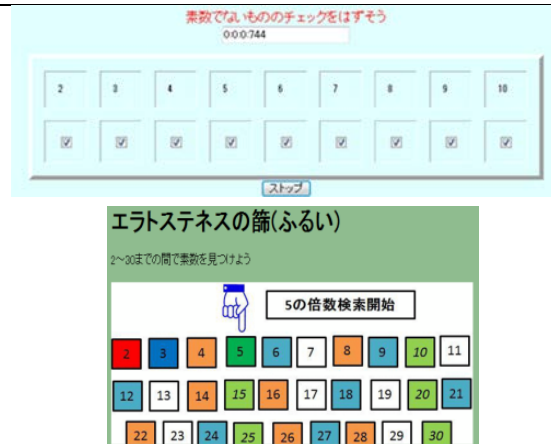 素数でないもののチェックをはずそう
0:0:0:744
2 3 4 5 6 7 8 9 10
ストップ
エラトステネスの篩(ふるい)
2～30までの間で素数を見つけよう
5の倍数検索開始
2 3 4 5 6 7 8 9 10 11
12 13 14 15 16 17 18 19 20 21
22 23 24 25 26 27 28 29 30